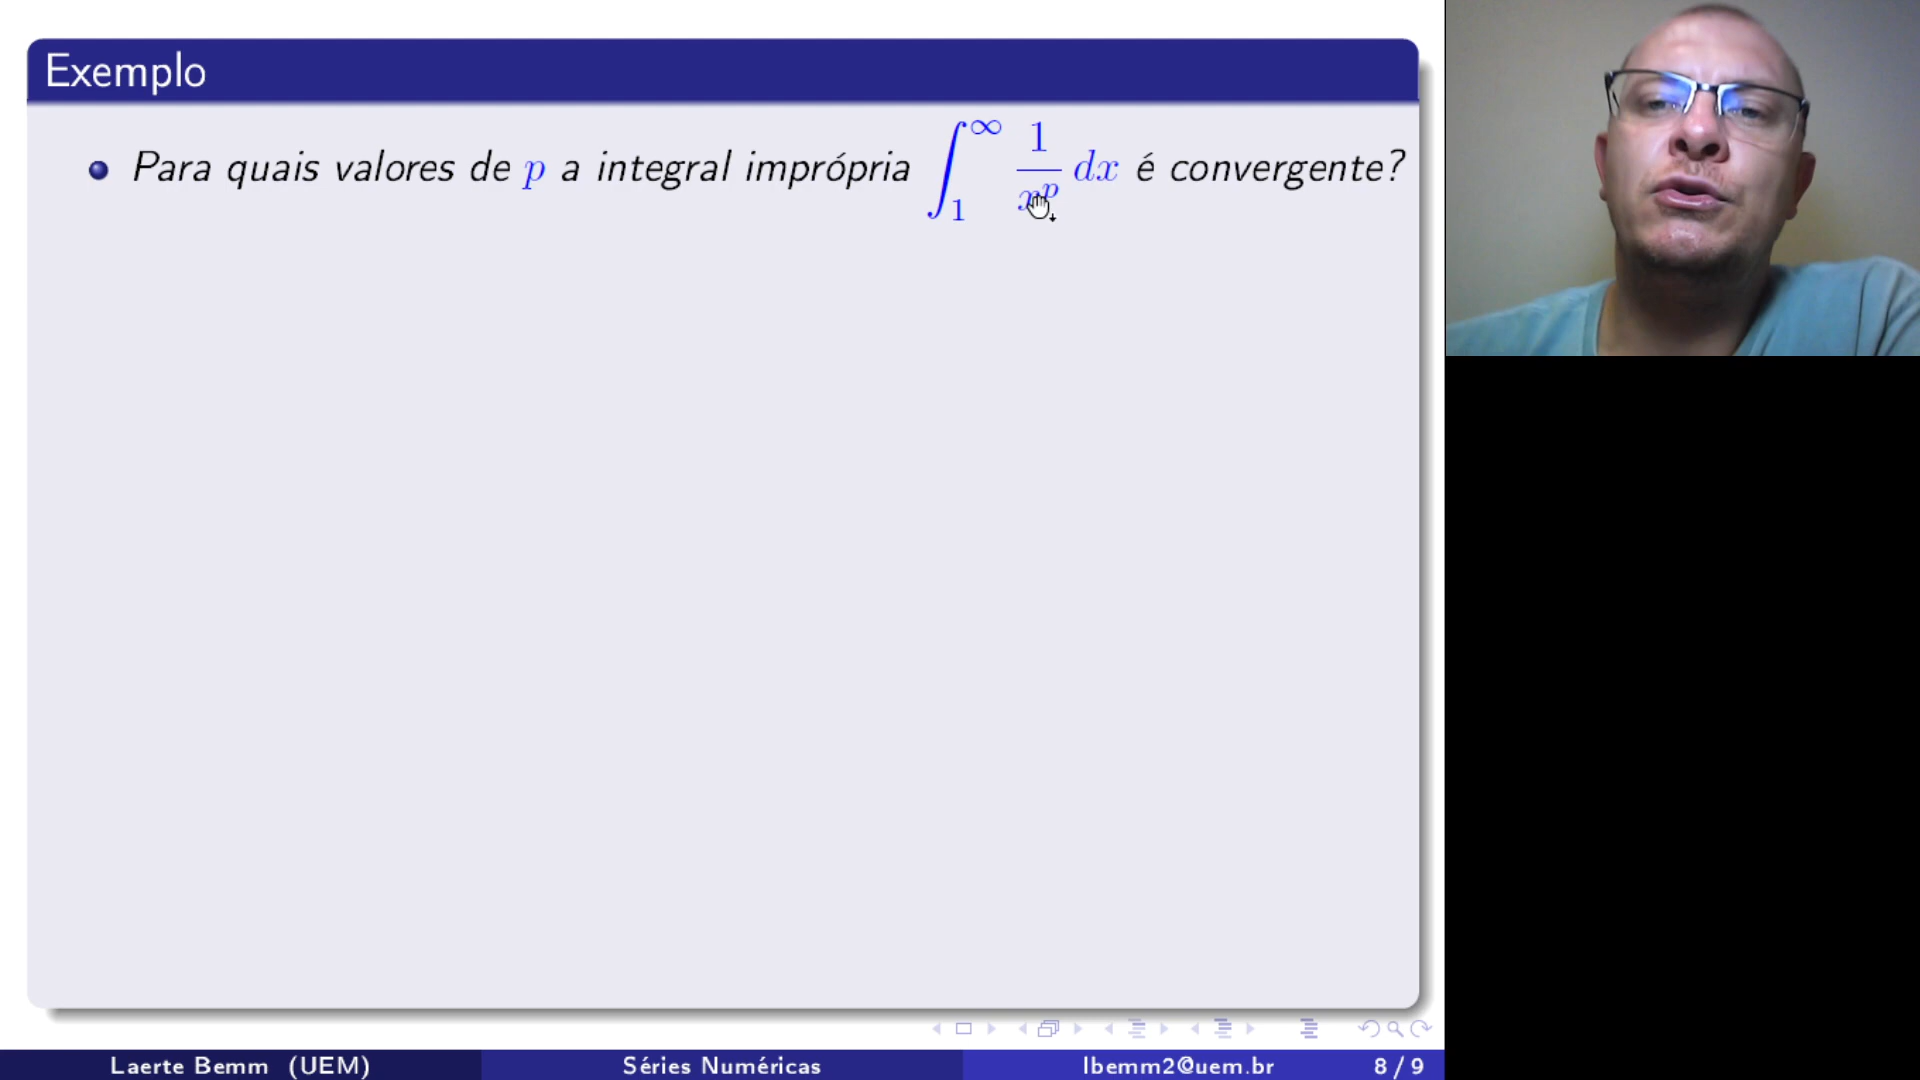 Exemplo
Para quais valores de p a integral imprópria ∫₁^∞ 1/x^p dx é convergente?
Laerte Bemm (UEM) Séries Numéricas lbemm2@uem.br 8 / 9